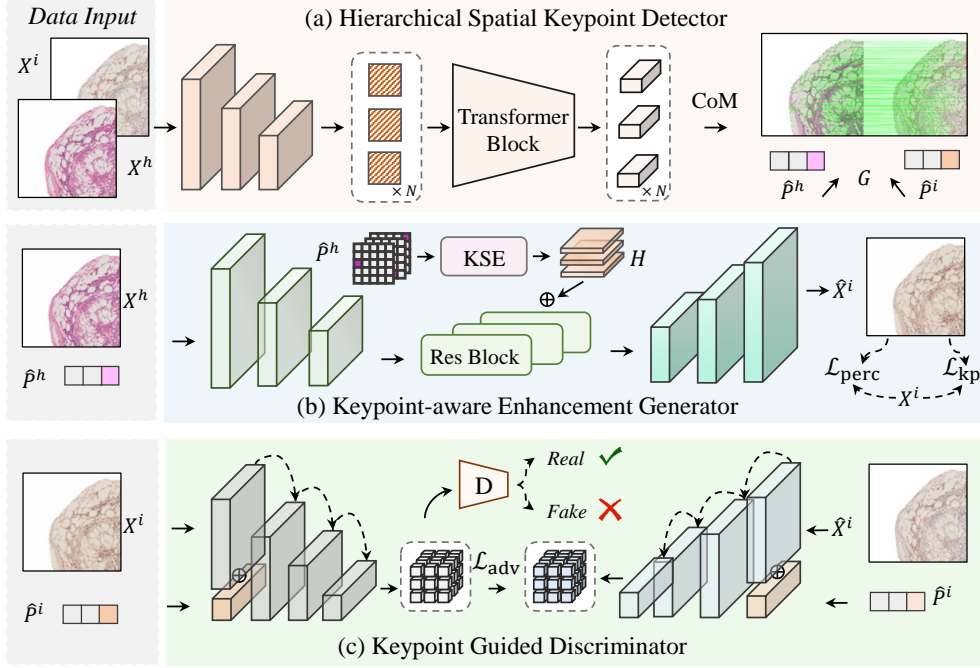 Data Input
(a) Hierarchical Spatial Keypoint Detector
X^i
X^h
× N
Transformer
Block
× N
CoM
P̂^h
G
P̂^i
X^h
P̂^h
P̂^h
KSE
H
⊕
Res Block
X̂^i
ℒ_perc
ℒ_kp
X^i
(b) Keypoint-aware Enhancement Generator
X^i
P̂^i
⊕
D
Real
Fake
ℒ_adv
⊕
X̂^i
P̂^i
(c) Keypoint Guided Discriminator